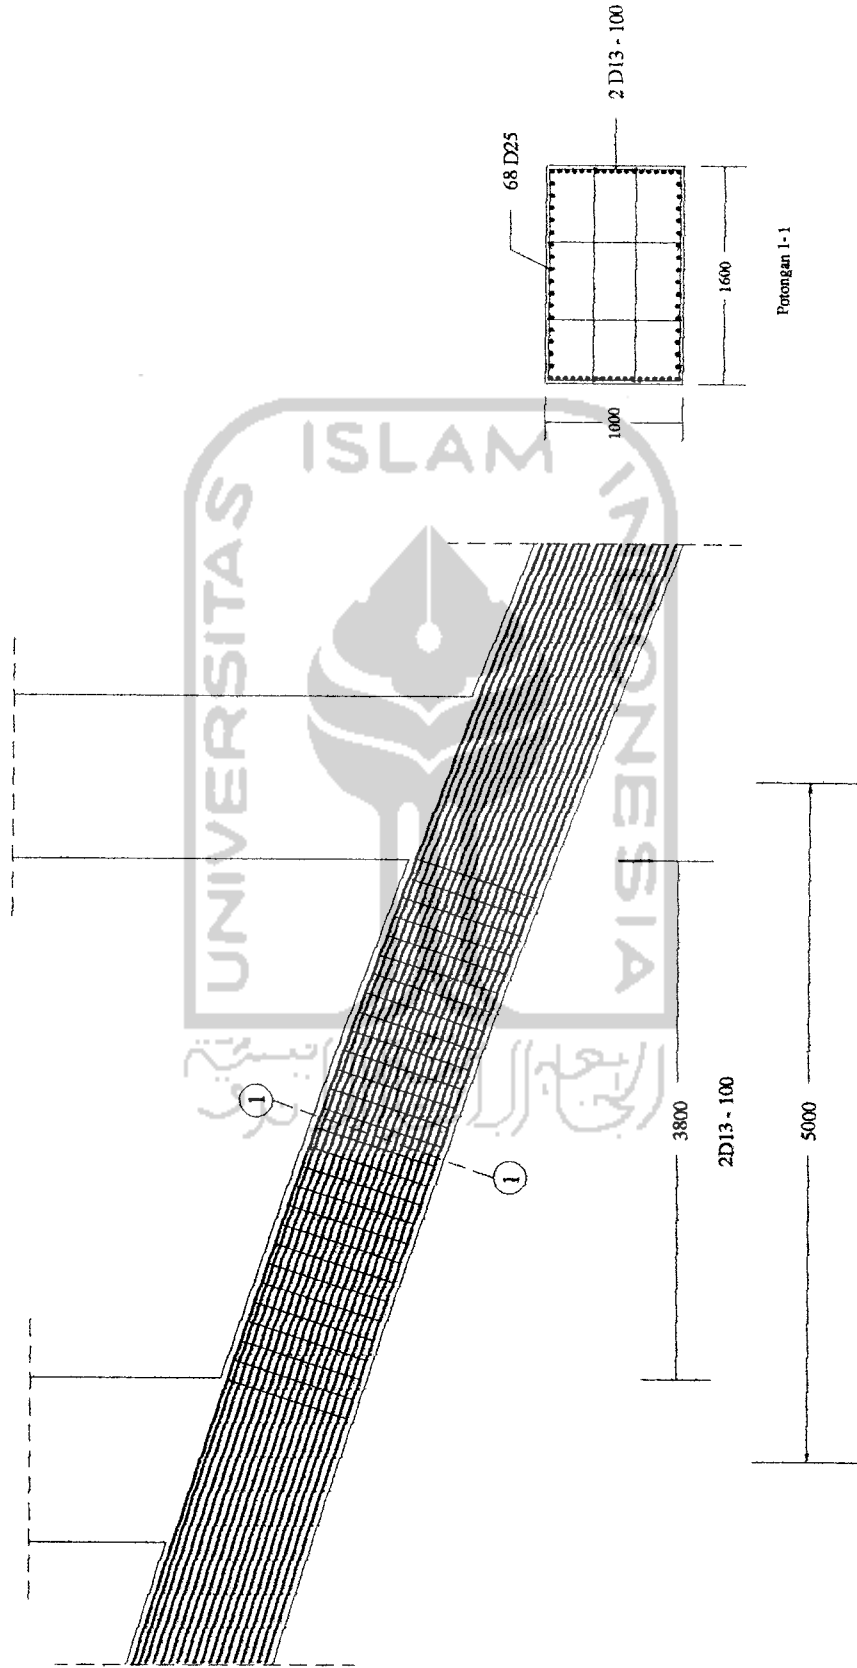 2 D13 - 100
68 D25
1600
1000
Potongan 1 - 1
1
1
3800
2D13 - 100
5000
UNIVERSITAS
ISLAM
INDONESIA